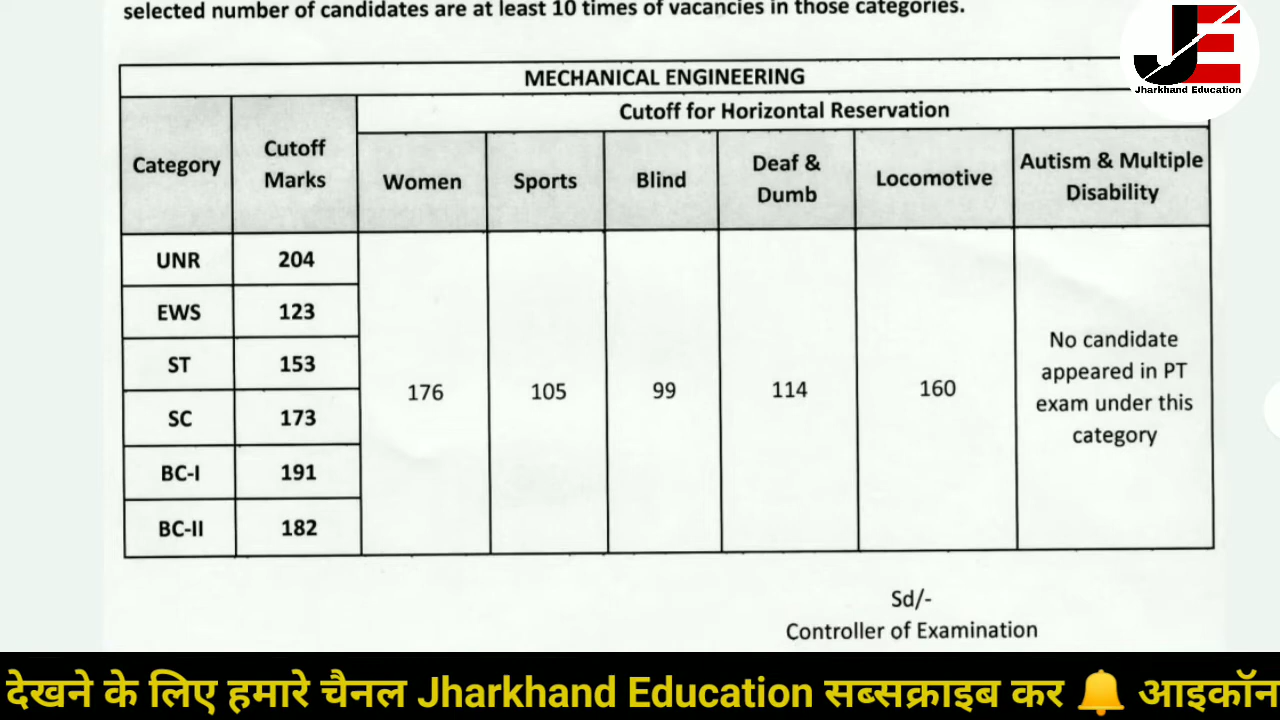 selected number of candidates are at least 10 times of vacancies in those categories.
JE
Jharkhand Education
MECHANICAL ENGINEERING
Category
Cutoff
Marks
Cutoff for Horizontal Reservation
Women
Sports
Blind
Deaf &
Dumb
Locomotive
Autism & Multiple
Disability
UNR 204
EWS 123
ST 153
SC 173
BC-I 191
BC-II 182
176
105
99
114
160
No candidate
appeared in PT
exam under this
category
Sd/-
Controller of Examination
देखने के लिए हमारे चैनल Jharkhand Education सब्सक्राइब कर 🔔 आइकॉन